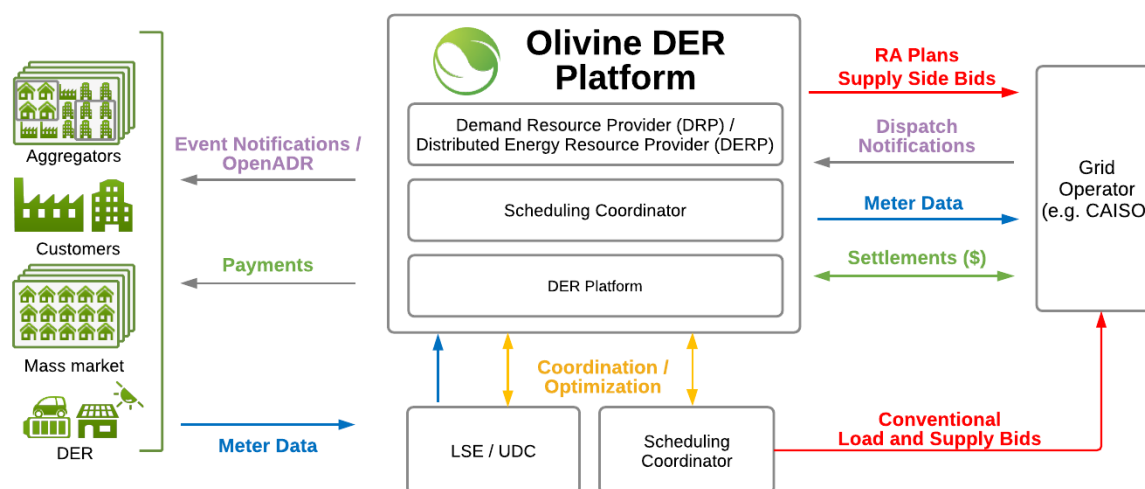 Olivine DER
Platform
Demand Resource Provider (DRP) /
Distributed Energy Resource Provider (DERP)
Scheduling Coordinator
DER Platform
Aggregators
Customers
Mass market
DER
Event Notifications /
OpenADR
Payments
Meter Data
RA Plans
Supply Side Bids
Dispatch
Notifications
Meter Data
Settlements ($)
Grid
Operator
(e.g. CAISO
Coordination /
Optimization
LSE / UDC
Scheduling
Coordinator
Conventional
Load and Supply Bids